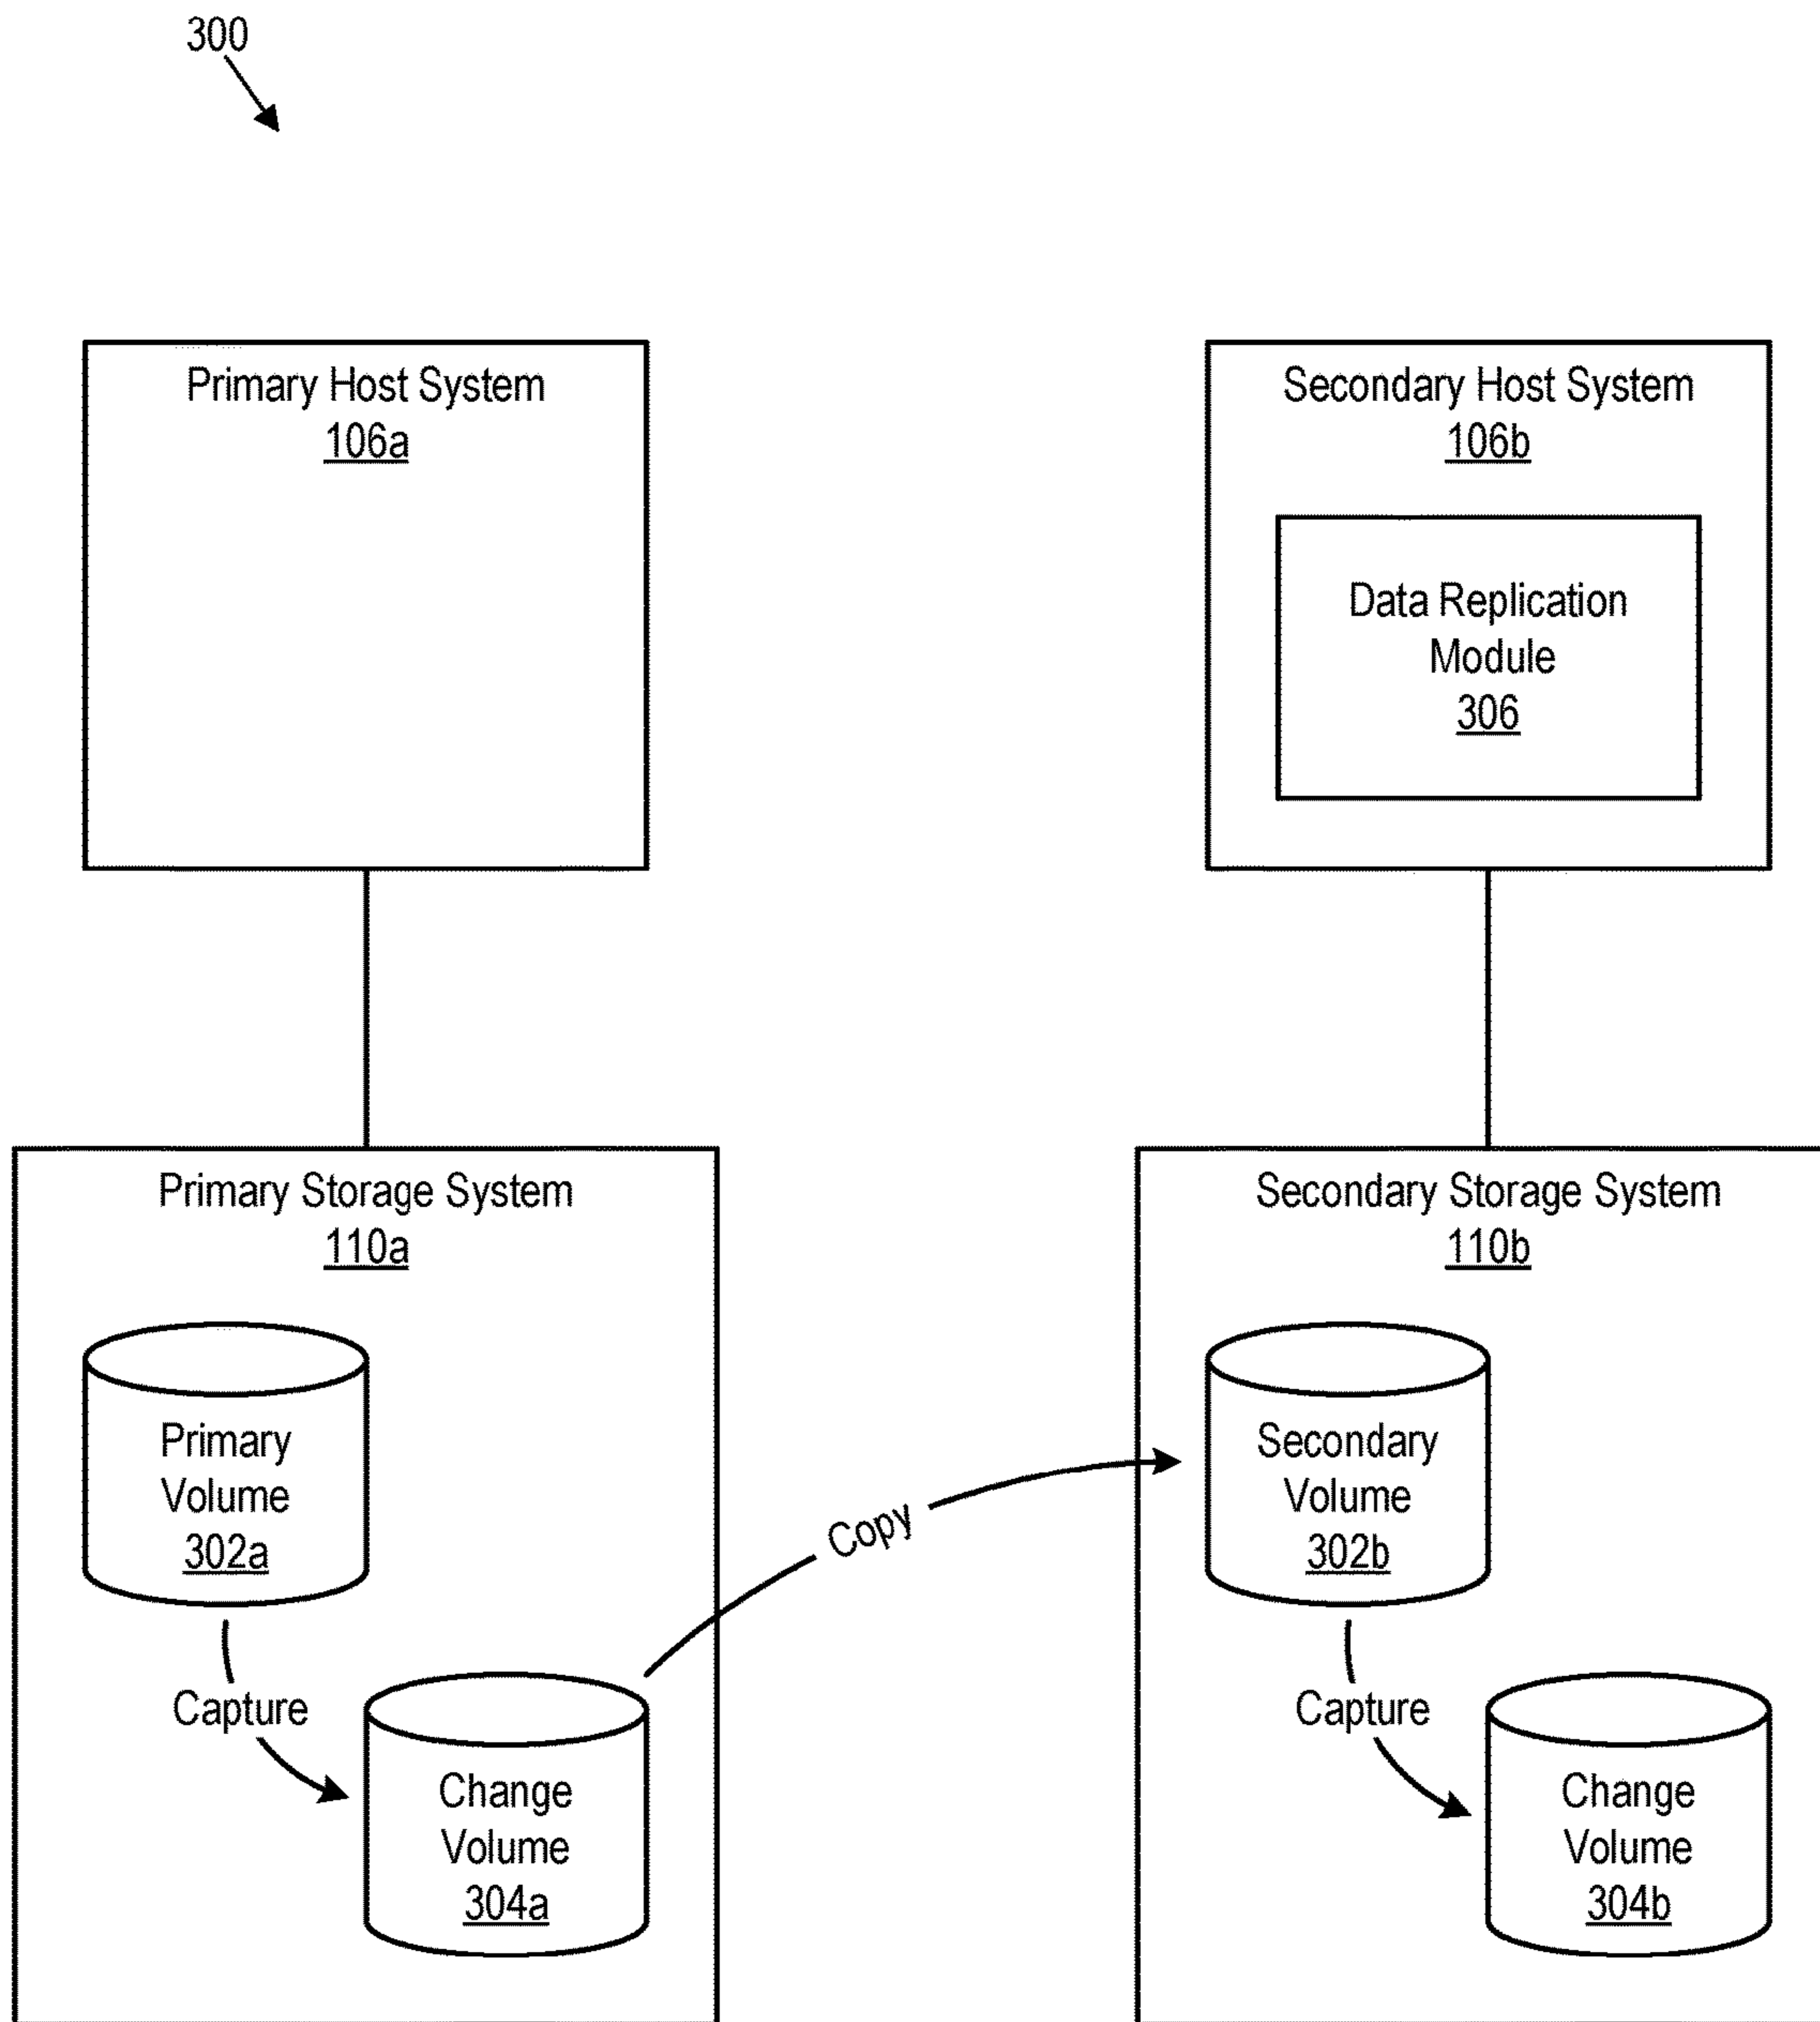 300
Primary Host System
106a
Secondary Host System
106b
Data Replication
Module
306
Primary Storage System
110a
Secondary Storage System
110b
Primary
Volume
302a
Secondary
Volume
302b
Copy
Capture
Capture
Change
Volume
304a
Change
Volume
304b